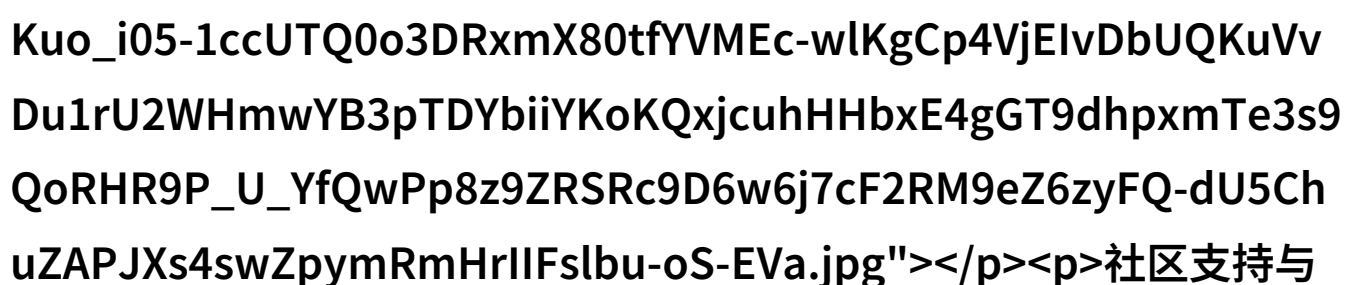 Kuo_i05-1ccUTQ0o3DRxmX80tfYVMEc-wlKgCp4VjEIvDbUQKuVv
Du1rU2WHmwYB3pTDYbiiYKoKQxjcuhHHbxE4gGT9dhpxmTe3s9
QoRHR9P_U_YfQwPp8z9ZRSRc9D6w6j7cF2RM9eZ6zyFQ-dU5Ch
uZAPJXs4swZpymRmHrIIFslbu-oS-EVa.jpg"></p><p>社区支持与